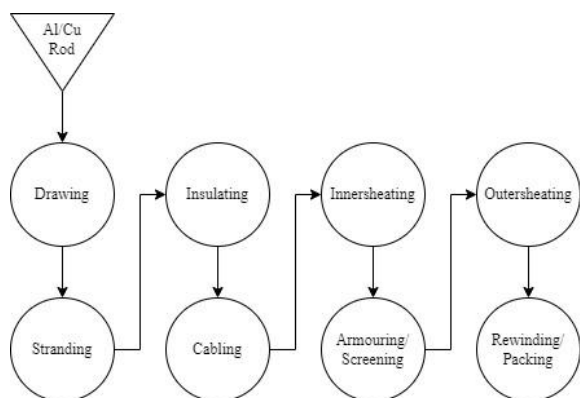 Al/Cu
Rod
Drawing
Stranding
Insulating
Cabling
Innersheating
Armouring/
Screening
Outersheating
Rewinding/
Packing